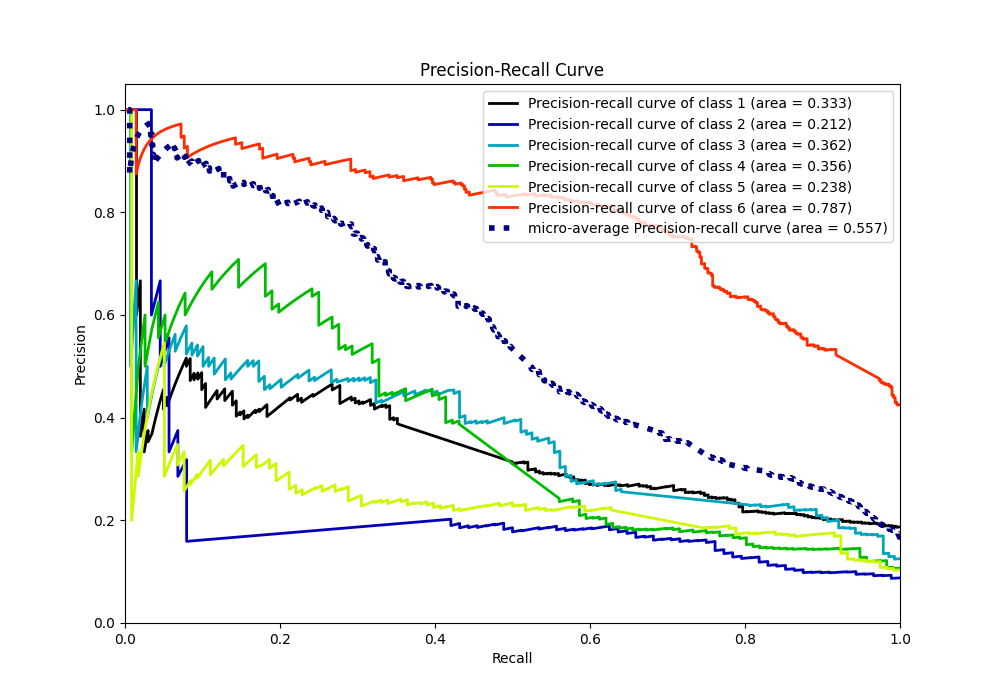 Precision-Recall Curve
Precision-recall curve of class 1 (area = 0.333)
Precision-recall curve of class 2 (area = 0.212)
Precision-recall curve of class 3 (area = 0.362)
Precision-recall curve of class 4 (area = 0.356)
Precision-recall curve of class 5 (area = 0.238)
Precision-recall curve of class 6 (area = 0.787)
micro-average Precision-recall curve (area = 0.557)
1.0
0.8
0.6
0.4
0.2
0.0
Precision
0.0 0.2 0.4 0.6 0.8 1.0
Recall